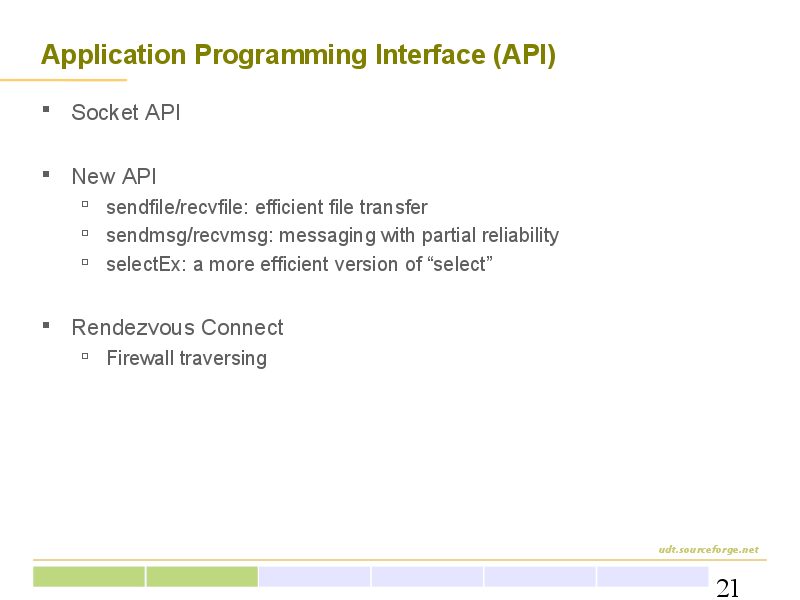 Application Programming Interface (API)
▪ Socket API
▪ New API
▫ sendfile/recvfile: efficient file transfer
▫ sendmsg/recvmsg: messaging with partial reliability
▫ selectEx: a more efficient version of “select”
▪ Rendezvous Connect
▫ Firewall traversing
udt.sourceforge.net
21